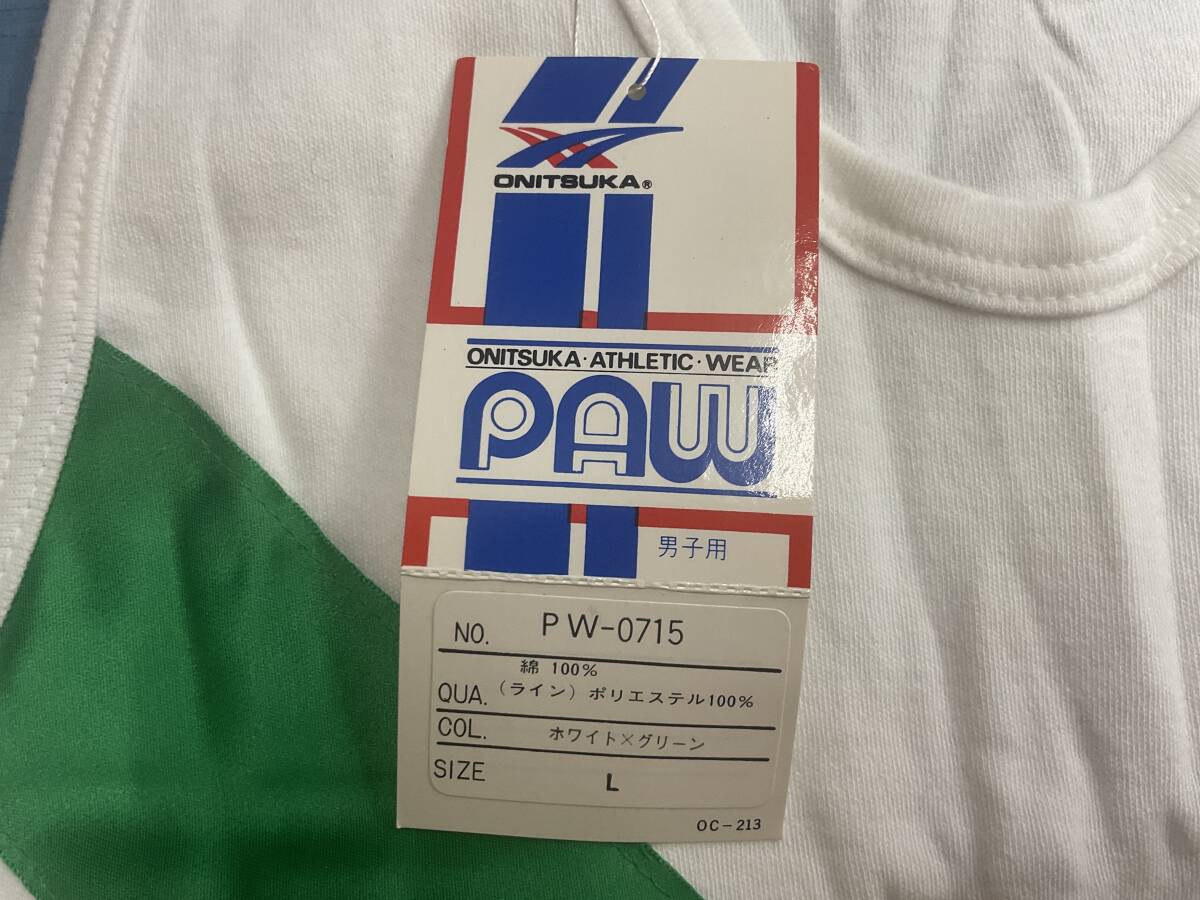 ONITSUKA®
ONITSUKA・ATHLETIC・WEAR
PAW
男子用
NO. PW-0715
綿 100%
QUA. (ライン) ポリエステル100%
COL. ホワイト×グリーン
SIZE L
OC-213